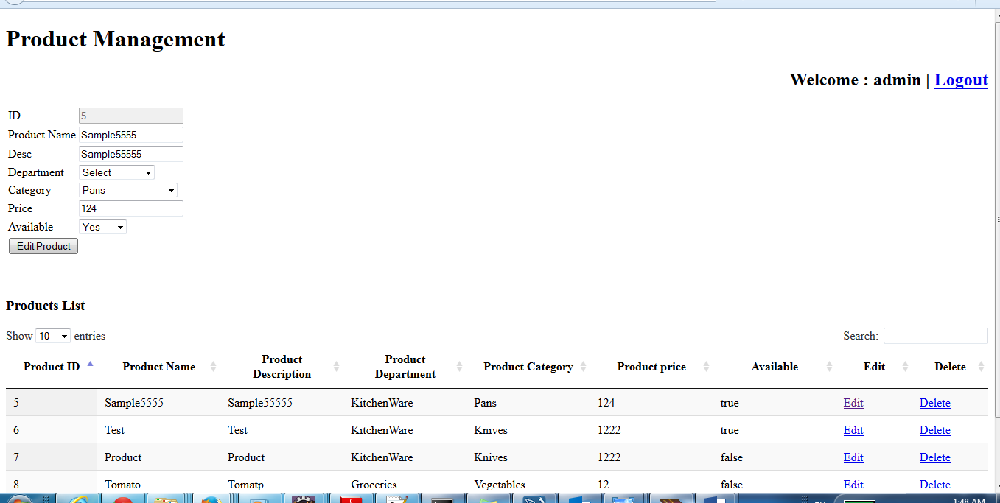 Product Management
Welcome : admin | Logout
ID 5
Product Name Sample5555
Desc Sample55555
Department Select
Category Pans
Price 124
Available Yes
Edit Product
Products List
Show 10 entries Search:
Product ID Product Name Product Description Product Department Product Category Product price Available Edit Delete
5 Sample5555 Sample55555 KitchenWare Pans 124 true Edit Delete
6 Test Test KitchenWare Knives 1222 true Edit Delete
7 Product Product KitchenWare Knives 1222 false Edit Delete
8 Tomato Tomatp Groceries Vegetables 12 false Edit Delete
1:48 AM